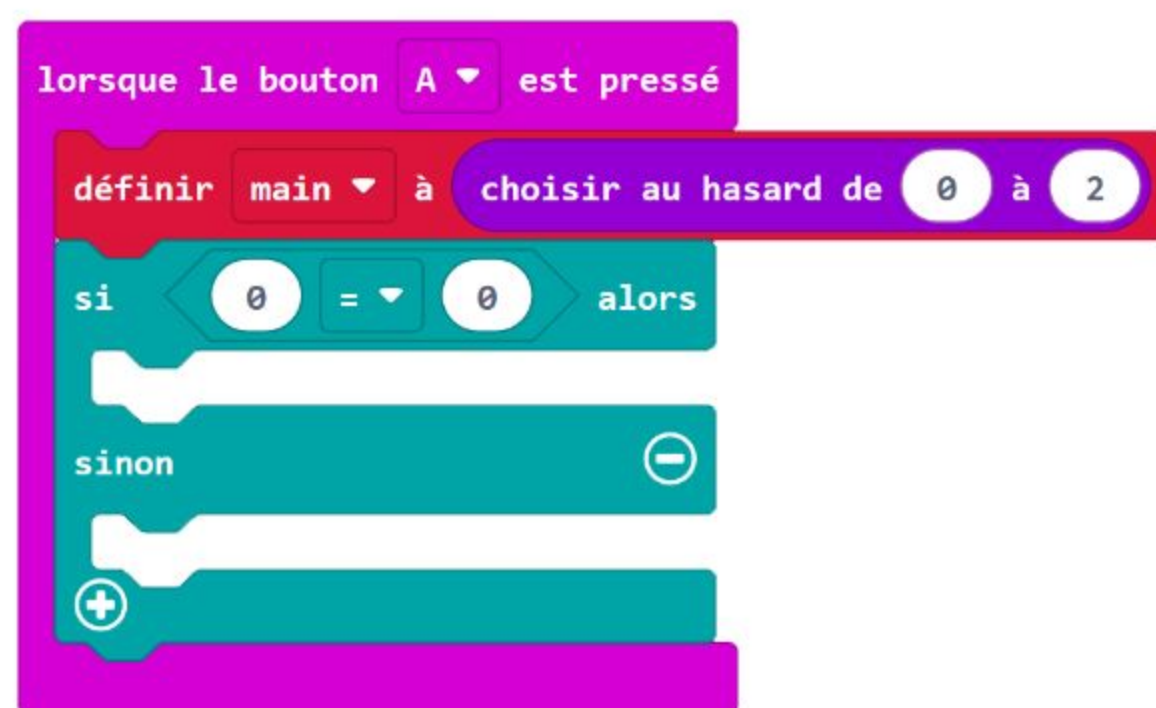 lorsque le bouton A est pressé
définir main à choisir au hasard de 0 à 2
si 0 = 0 alors
sinon